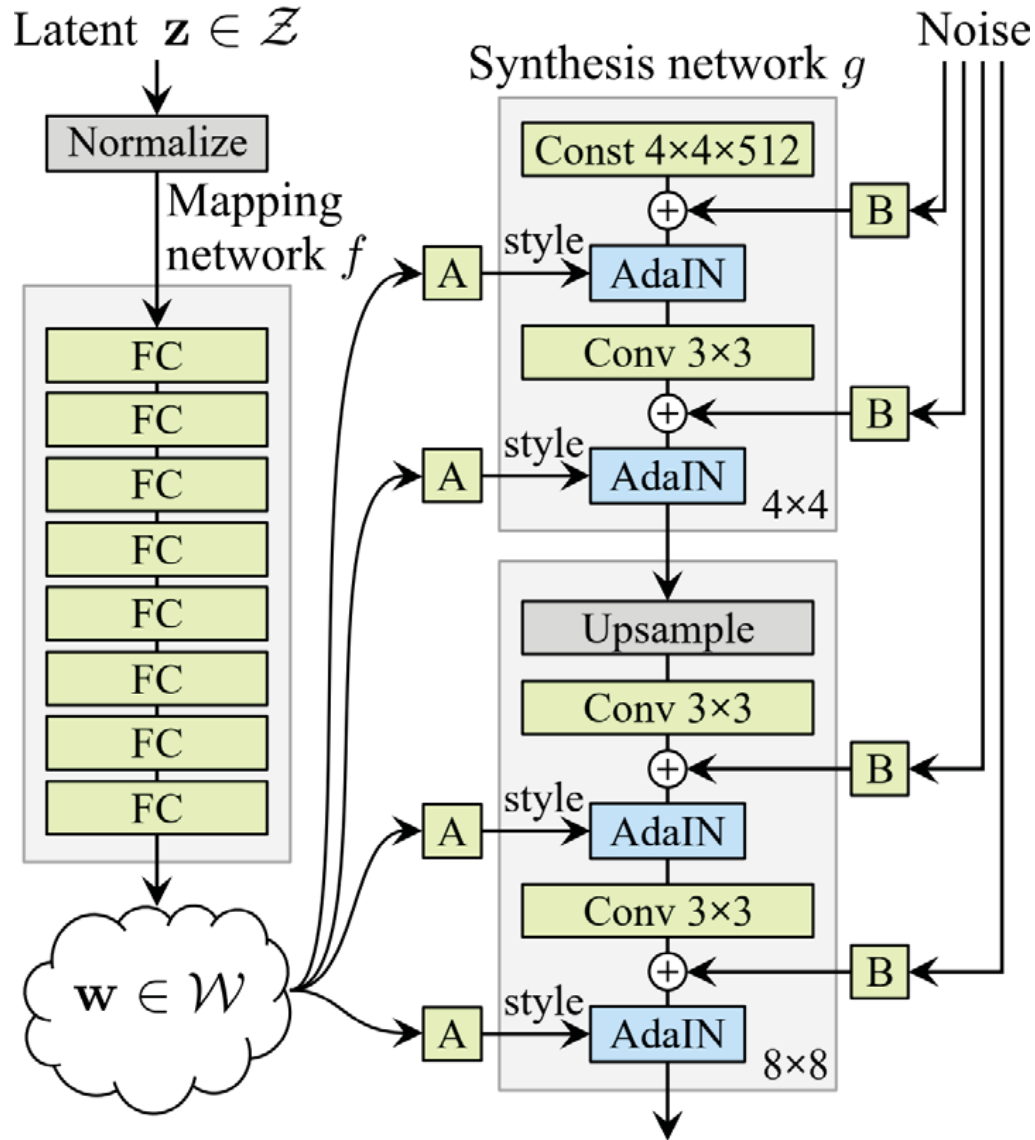 Latent z ∈ 𝒵
Normalize
Mapping
network f
FC
FC
FC
FC
FC
FC
FC
FC
w ∈ 𝒲
Synthesis network g
Noise
Const 4×4×512
+
B
A
style
AdaIN
Conv 3×3
+
B
A
style
AdaIN
4×4
Upsample
Conv 3×3
+
B
A
style
AdaIN
Conv 3×3
+
B
A
style
AdaIN
8×8